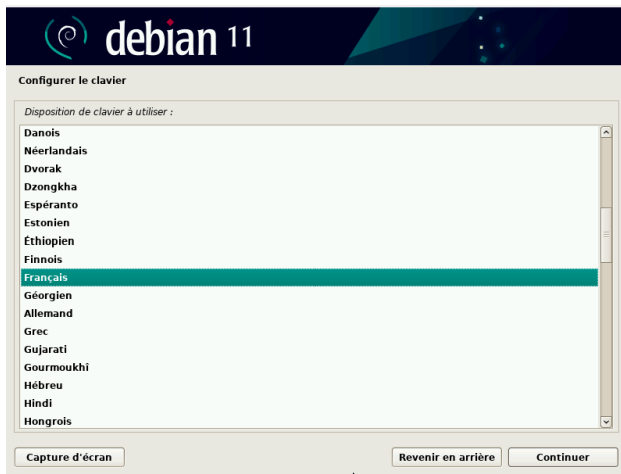 debian 11
Configurer le clavier
Disposition de clavier à utiliser :
Danois
Néerlandais
Dvorak
Dzongkha
Espéranto
Estonien
Éthiopien
Finnois
Français
Géorgien
Allemand
Grec
Gujarati
Gourmoukhî
Hébreu
Hindi
Hongrois
Capture d'écran
Revenir en arrière
Continuer